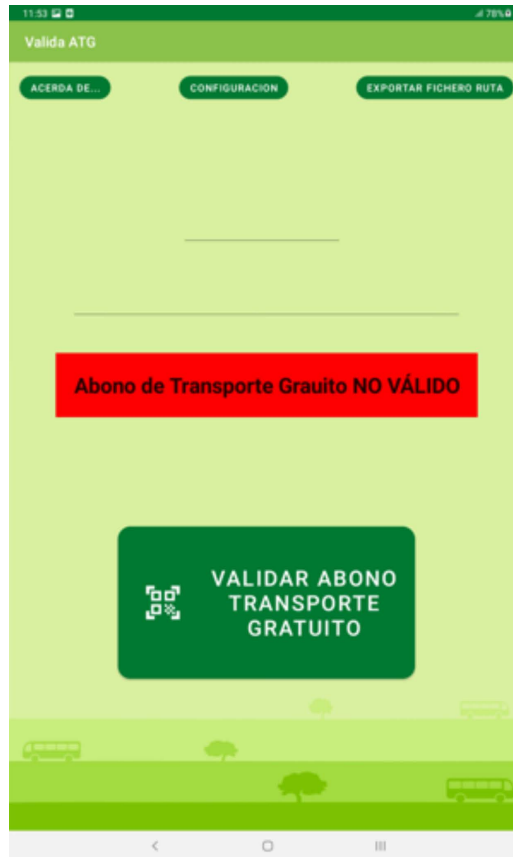 11:53
78%
Valida ATG
ACERDA DE...
CONFIGURACION
EXPORTAR FICHERO RUTA
Abono de Transporte Grauito NO VÁLIDO
VALIDAR ABONO
TRANSPORTE
GRATUITO